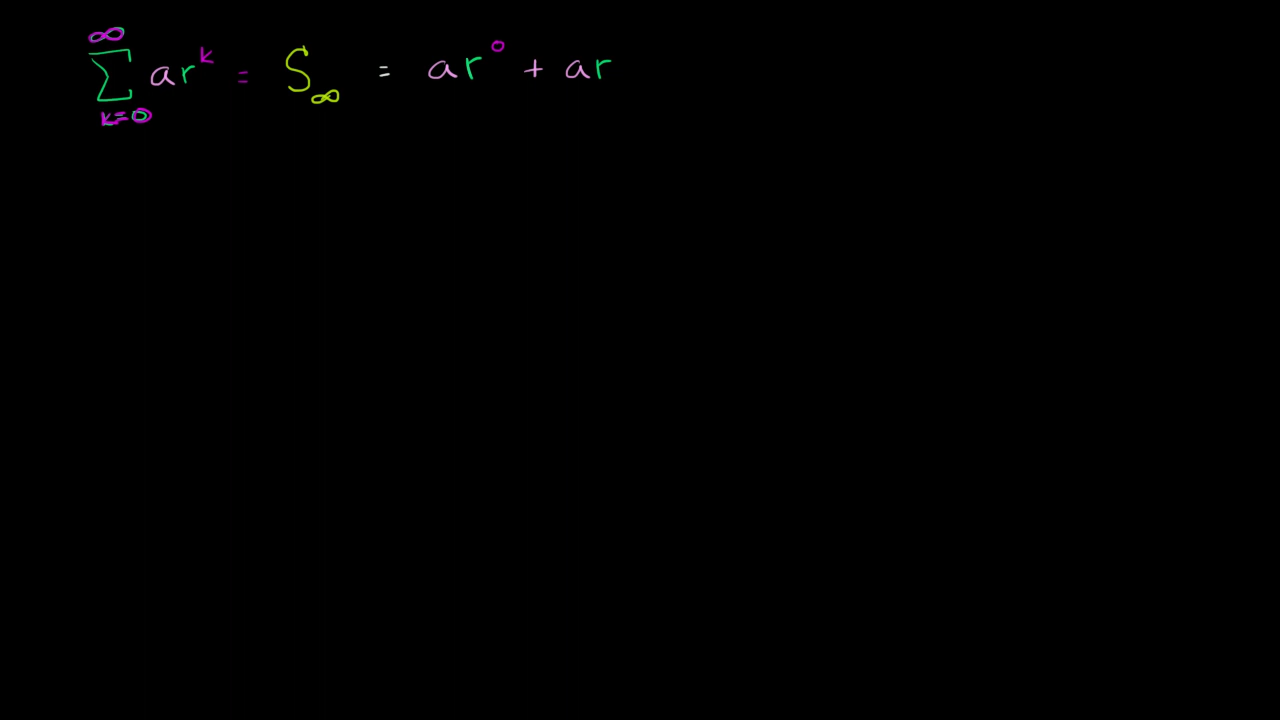 ∞∑k=0 ar^k = S_∞ = ar^0 + ar